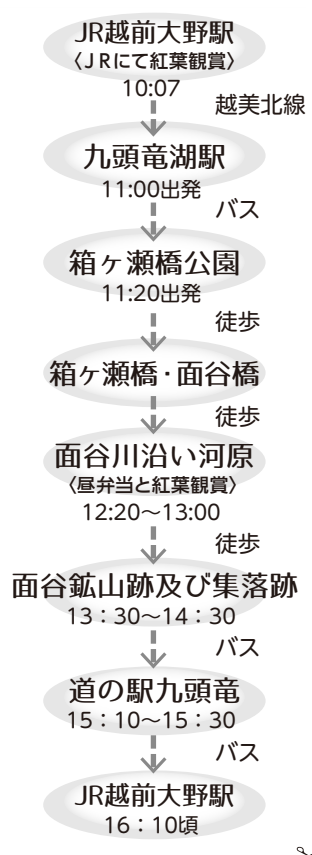 JR越前大野駅
〈JRにて紅葉観賞〉
10:07
越美北線
九頭竜湖駅
11:00出発
バス
箱ヶ瀬橋公園
11:20出発
徒歩
箱ヶ瀬橋・面谷橋
徒歩
面谷川沿い河原
〈昼弁当と紅葉観賞〉
12:20〜13:00
徒歩
面谷鉱山跡及び集落跡
13：30〜14：30
バス
道の駅九頭竜
15：10〜15：30
バス
JR越前大野駅
16：10頃